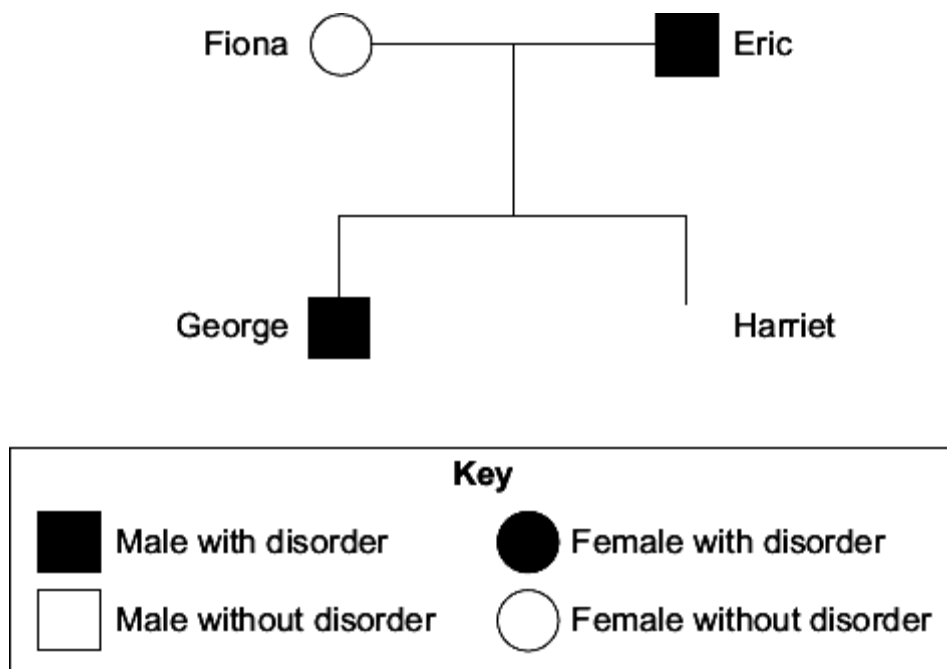 Fiona Eric
George Harriet
Key
Male with disorder Female with disorder
Male without disorder Female without disorder